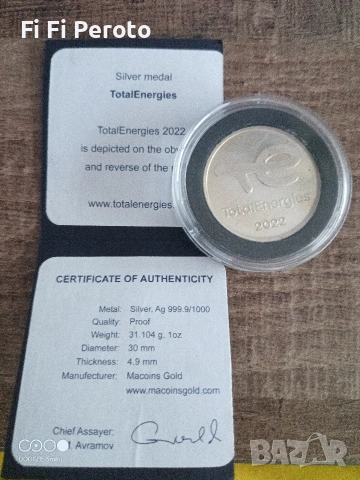 Fi Fi Peroto
Silver medal
TotalEnergies
TotalEnergies 2022
is depicted on the
and reverse of the
www.totalenergies.
TotalEnergies
2022
CERTIFICATE OF AUTHENTICITY
Metal: Silver, Ag 999.9/1000
Quality: Proof
Weight: 31.104 g, 1oz
Diameter: 30 mm
Thickness: 4.9 mm
Manufacturer: Macoins Gold
www.macoinsgold.com
Chief Assayer:
Avramov
BAZAR